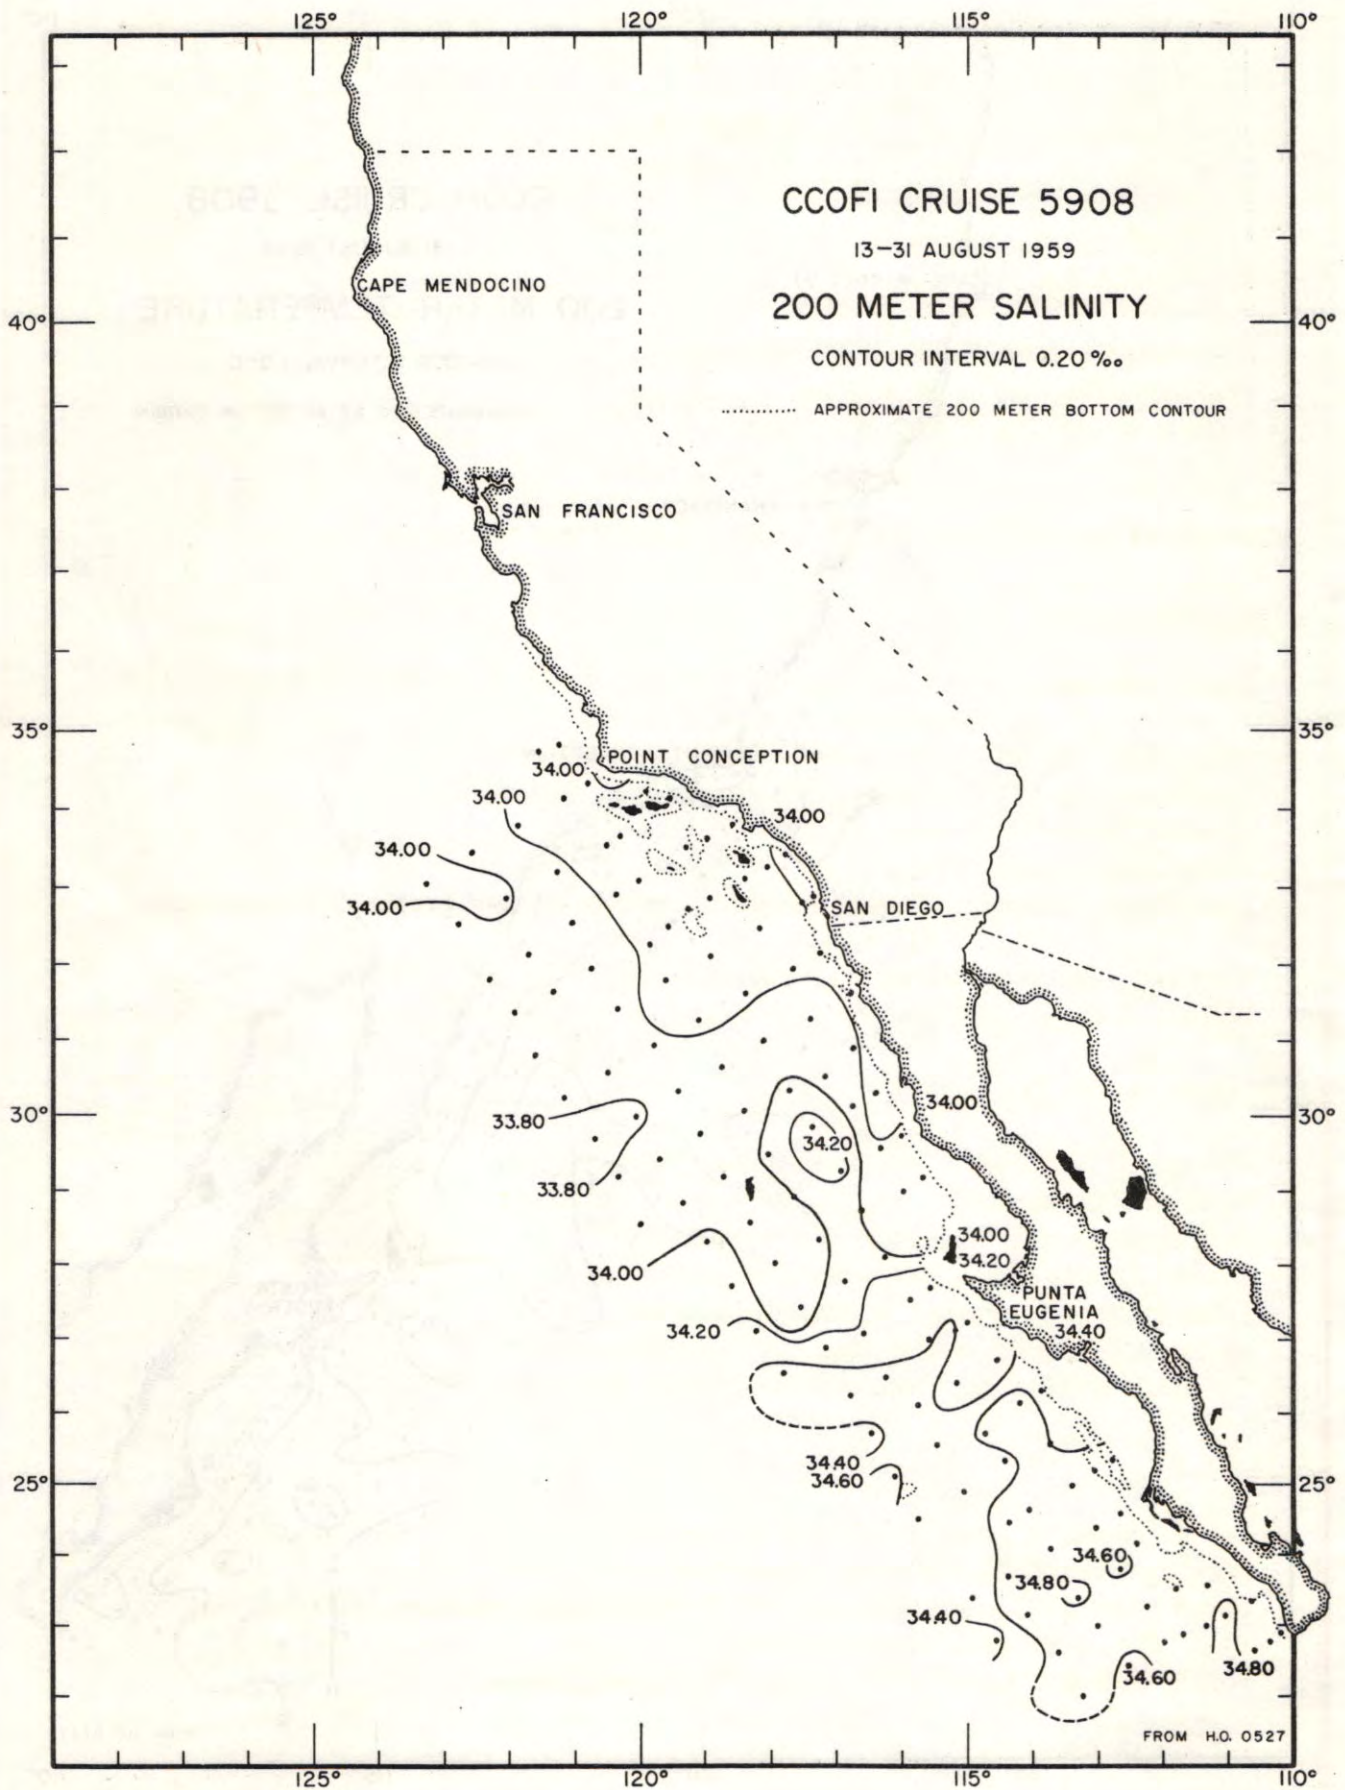 125° 120° 115° 110°
CCOFI CRUISE 5908
13-31 AUGUST 1959
200 METER SALINITY
CONTOUR INTERVAL 0.20 ‰
APPROXIMATE 200 METER BOTTOM CONTOUR
CAPE MENDOCINO
40° 40°
SAN FRANCISCO
35° 35°
POINT CONCEPTION
34.00
34.00
34.00
34.00
34.00
SAN DIEGO
34.00
30° 30°
33.80
34.20
33.80
34.00
34.20
34.00
PUNTA
EUGENIA
34.20
34.40
34.40
34.60
25° 25°
34.60
34.80
34.40
34.60
34.80
FROM H.O. 0527
125° 120° 115° 110°